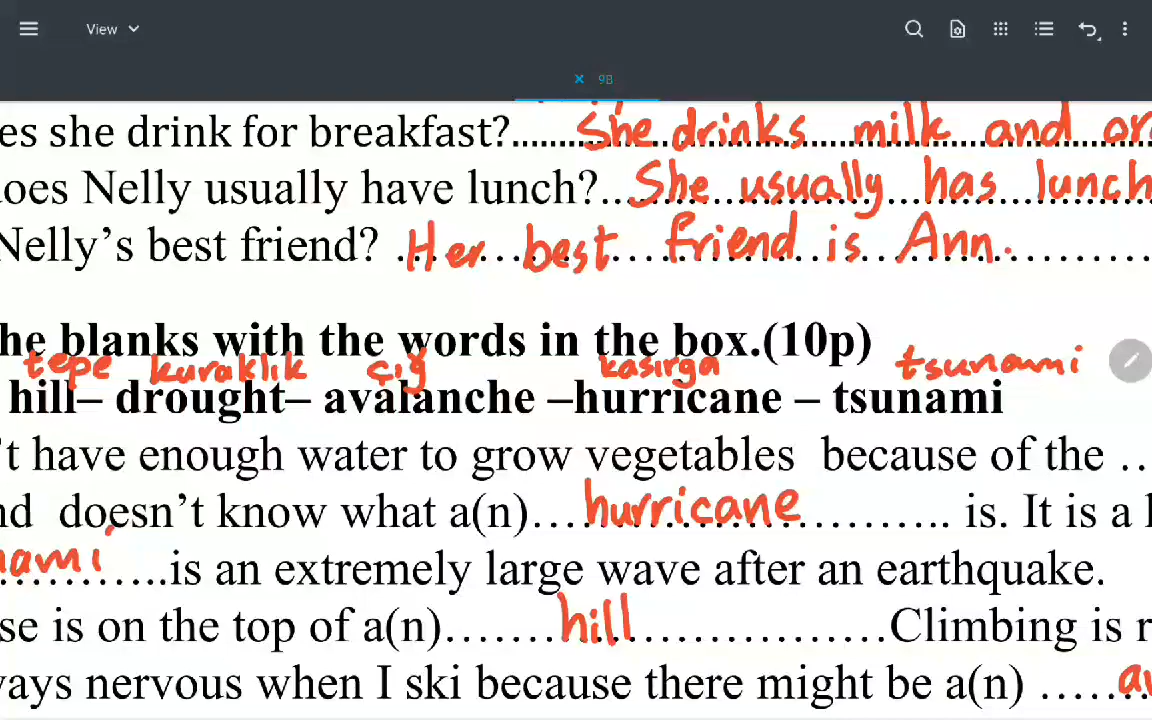 View
98
es she drink for breakfast?......She drinks milk and or
oes Nelly usually have lunch?...She usually has lunch
Nelly's best friend? ...Her best friend is Ann.
he blanks with the words in the box.(10p)
tepe kuraklık çığ kasırga tsunami
hill– drought– avalanche –hurricane – tsunami
't have enough water to grow vegetables because of the …
nd doesn't know what a(n)…hurricane……….. is. It is a
nami………..is an extremely large wave after an earthquake.
se is on the top of a(n)……hill…………….Climbing is r
ways nervous when I ski because there might be a(n) ……av